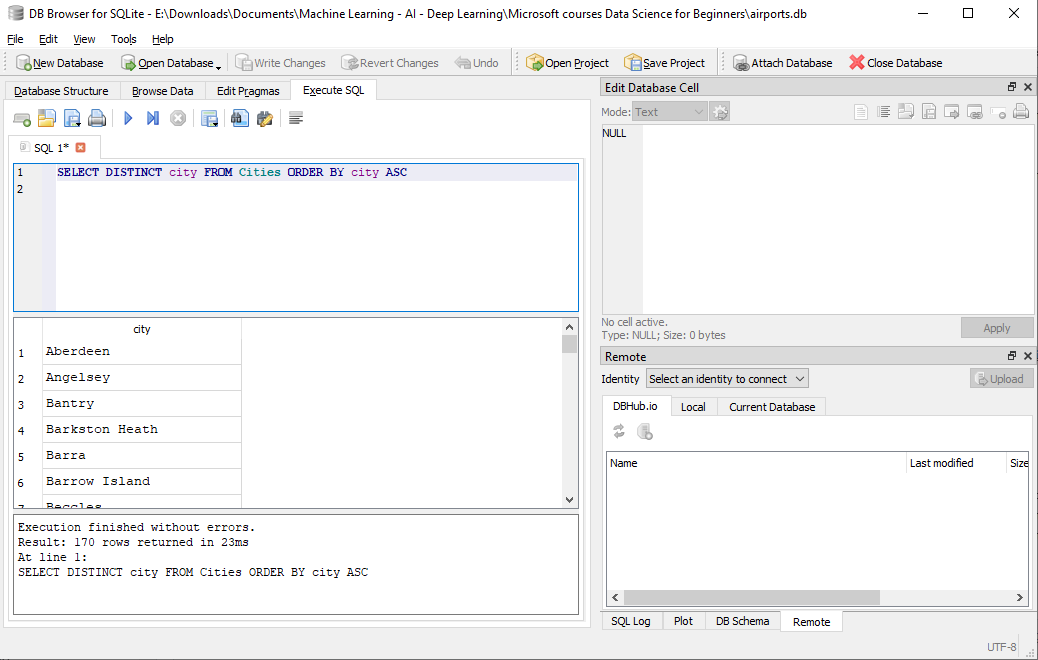 DB Browser for SQLite - E:\Downloads\Documents\Machine Learning - AI - Deep Learning\Microsoft courses Data Science for Beginners\airports.db
File Edit View Tools Help
New Database Open Database Write Changes Revert Changes Undo Open Project Save Project Attach Database Close Database
Database Structure Browse Data Edit Pragmas Execute SQL
SQL 1*
1 SELECT DISTINCT city FROM Cities ORDER BY city ASC
2
city
1 Aberdeen
2 Angelsey
3 Bantry
4 Barkston Heath
5 Barra
6 Barrow Island
7 Beccles
Execution finished without errors.
Result: 170 rows returned in 23ms
At line 1:
SELECT DISTINCT city FROM Cities ORDER BY city ASC
Edit Database Cell
Mode: Text
NULL
No cell active.
Type: NULL; Size: 0 bytes
Apply
Remote
Identity Select an identity to connect Upload
DBHub.io Local Current Database
Name Last modified Size
SQL Log Plot DB Schema Remote
UTF-8